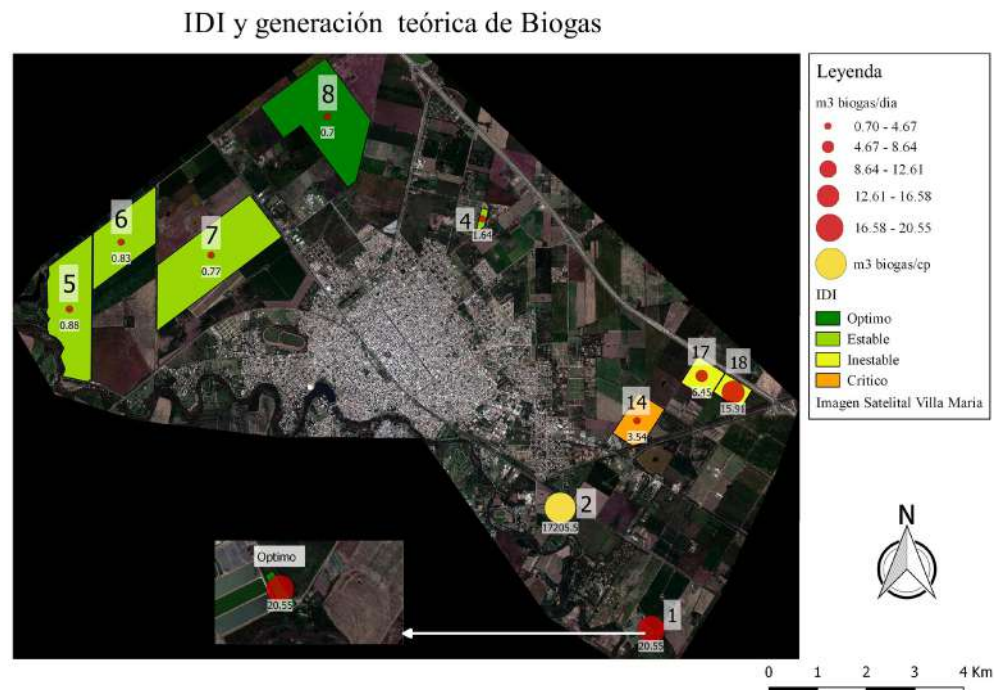 IDI y generación teórica de Biogas
8
0.7
4
1.64
6
0.83
7
0.77
5
0.88
17
6.45
18
15.91
14
3.54
2
17205.5
Optimo
20.55
1
20.55
Leyenda
m3 biogas/dia
0.70 - 4.67
4.67 - 8.64
8.64 - 12.61
12.61 - 16.58
16.58 - 20.55
m3 biogas/cp
IDI
Optimo
Estable
Inestable
Critico
Imagen Satelital Villa Maria
N
0 1 2 3 4 Km